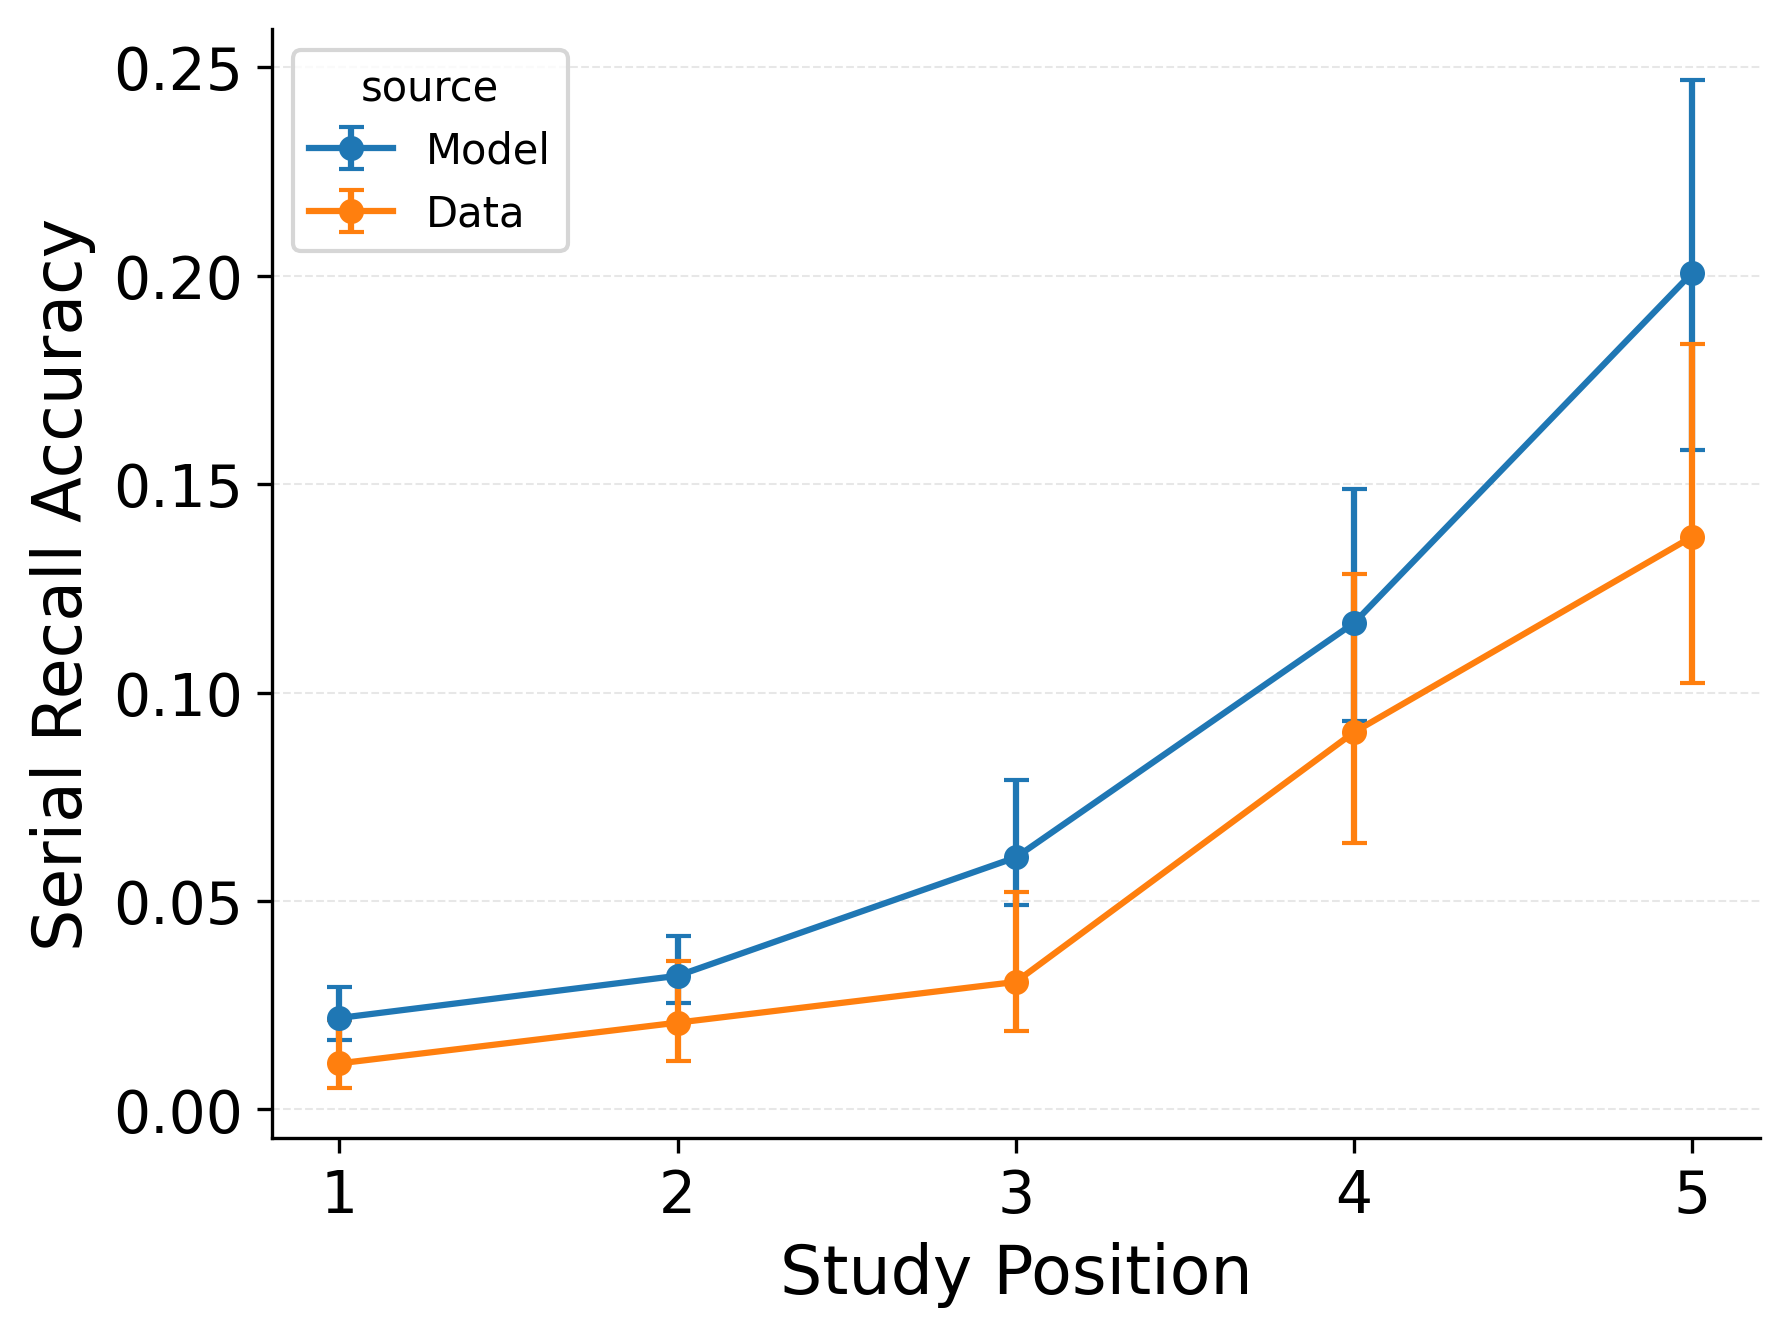 source
Model
Data
Serial Recall Accuracy
0.25
0.20
0.15
0.10
0.05
0.00
1 2 3 4 5
Study Position